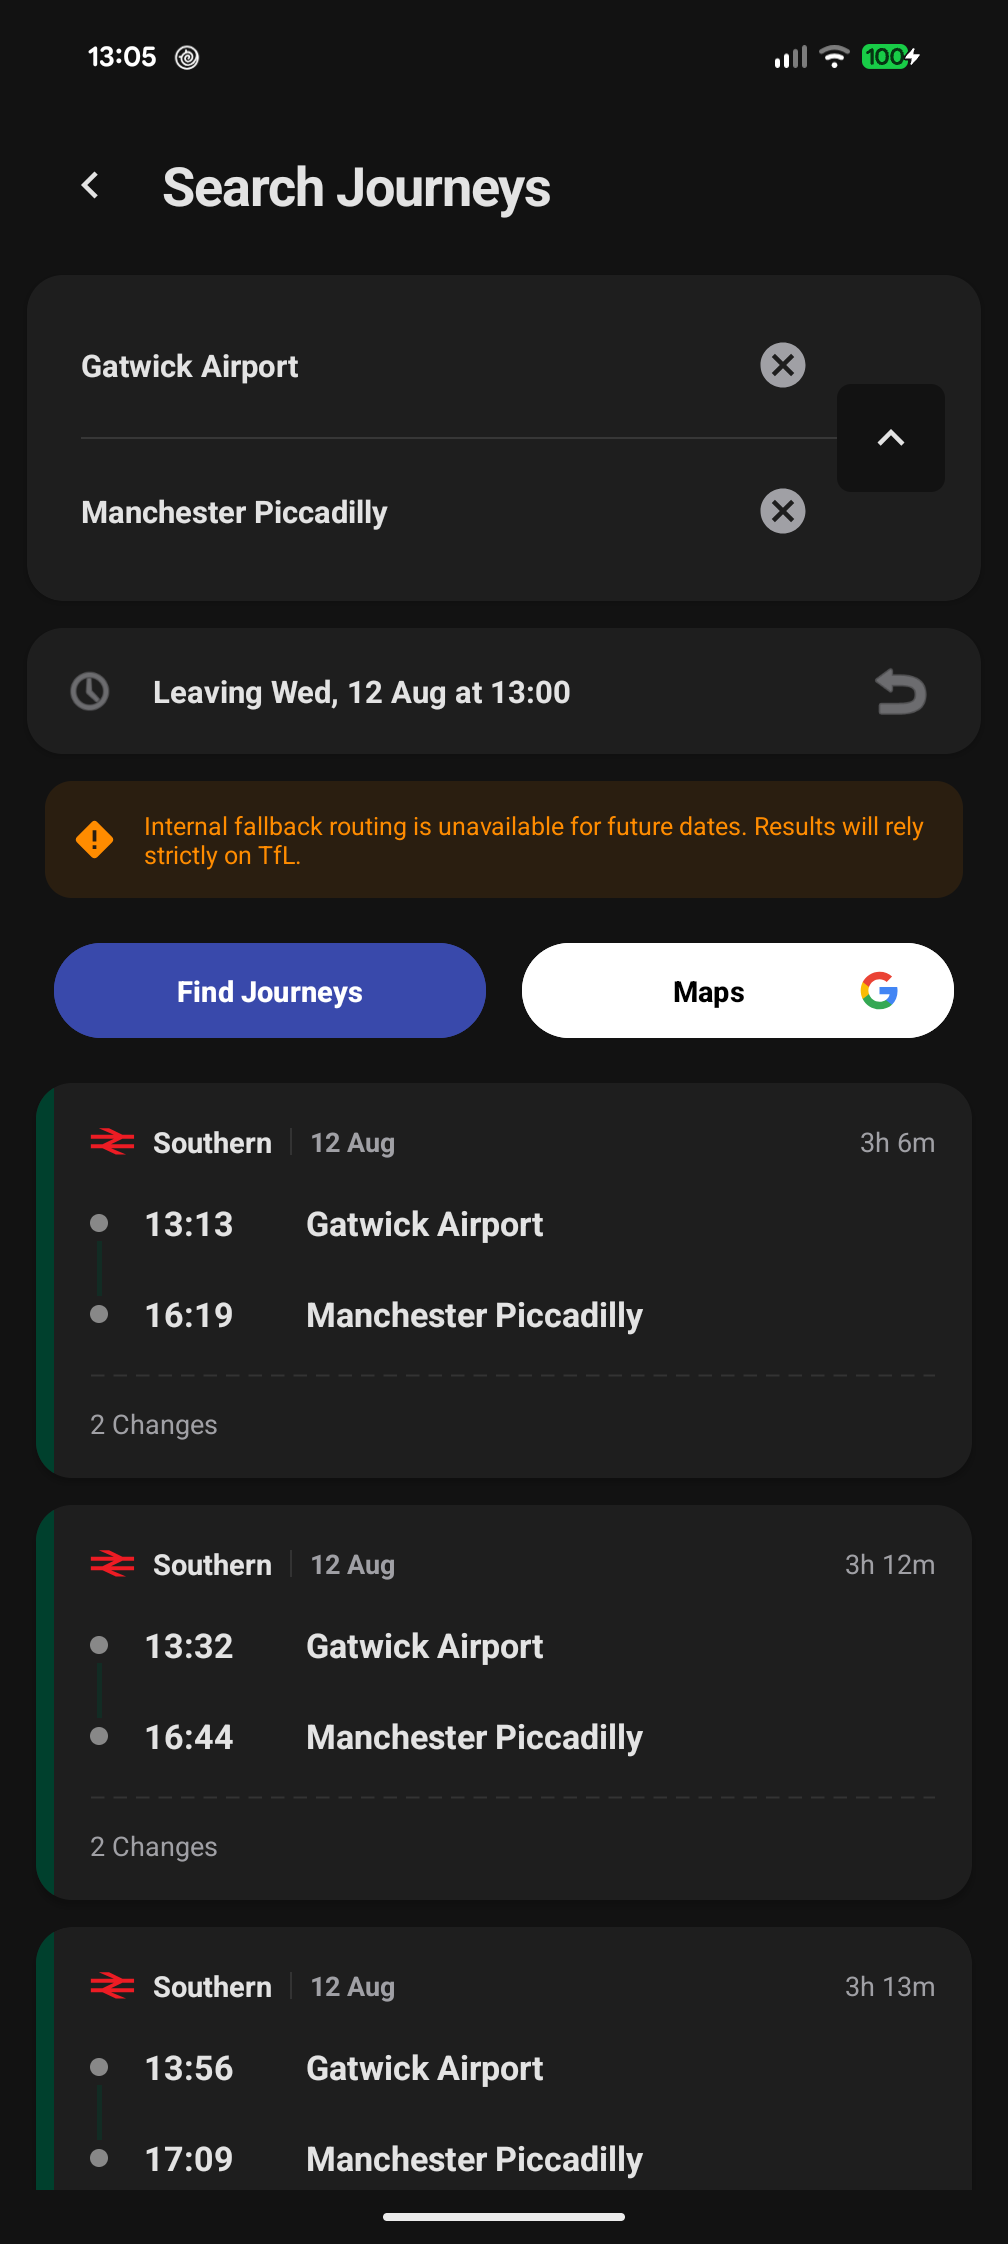 13:05
100
Search Journeys
Gatwick Airport
Manchester Piccadilly
Leaving Wed, 12 Aug at 13:00
Internal fallback routing is unavailable for future dates. Results will rely
strictly on TfL.
Find Journeys
Maps
Southern 12 Aug 3h 6m
13:13 Gatwick Airport
16:19 Manchester Piccadilly
2 Changes
Southern 12 Aug 3h 12m
13:32 Gatwick Airport
16:44 Manchester Piccadilly
2 Changes
Southern 12 Aug 3h 13m
13:56 Gatwick Airport
17:09 Manchester Piccadilly